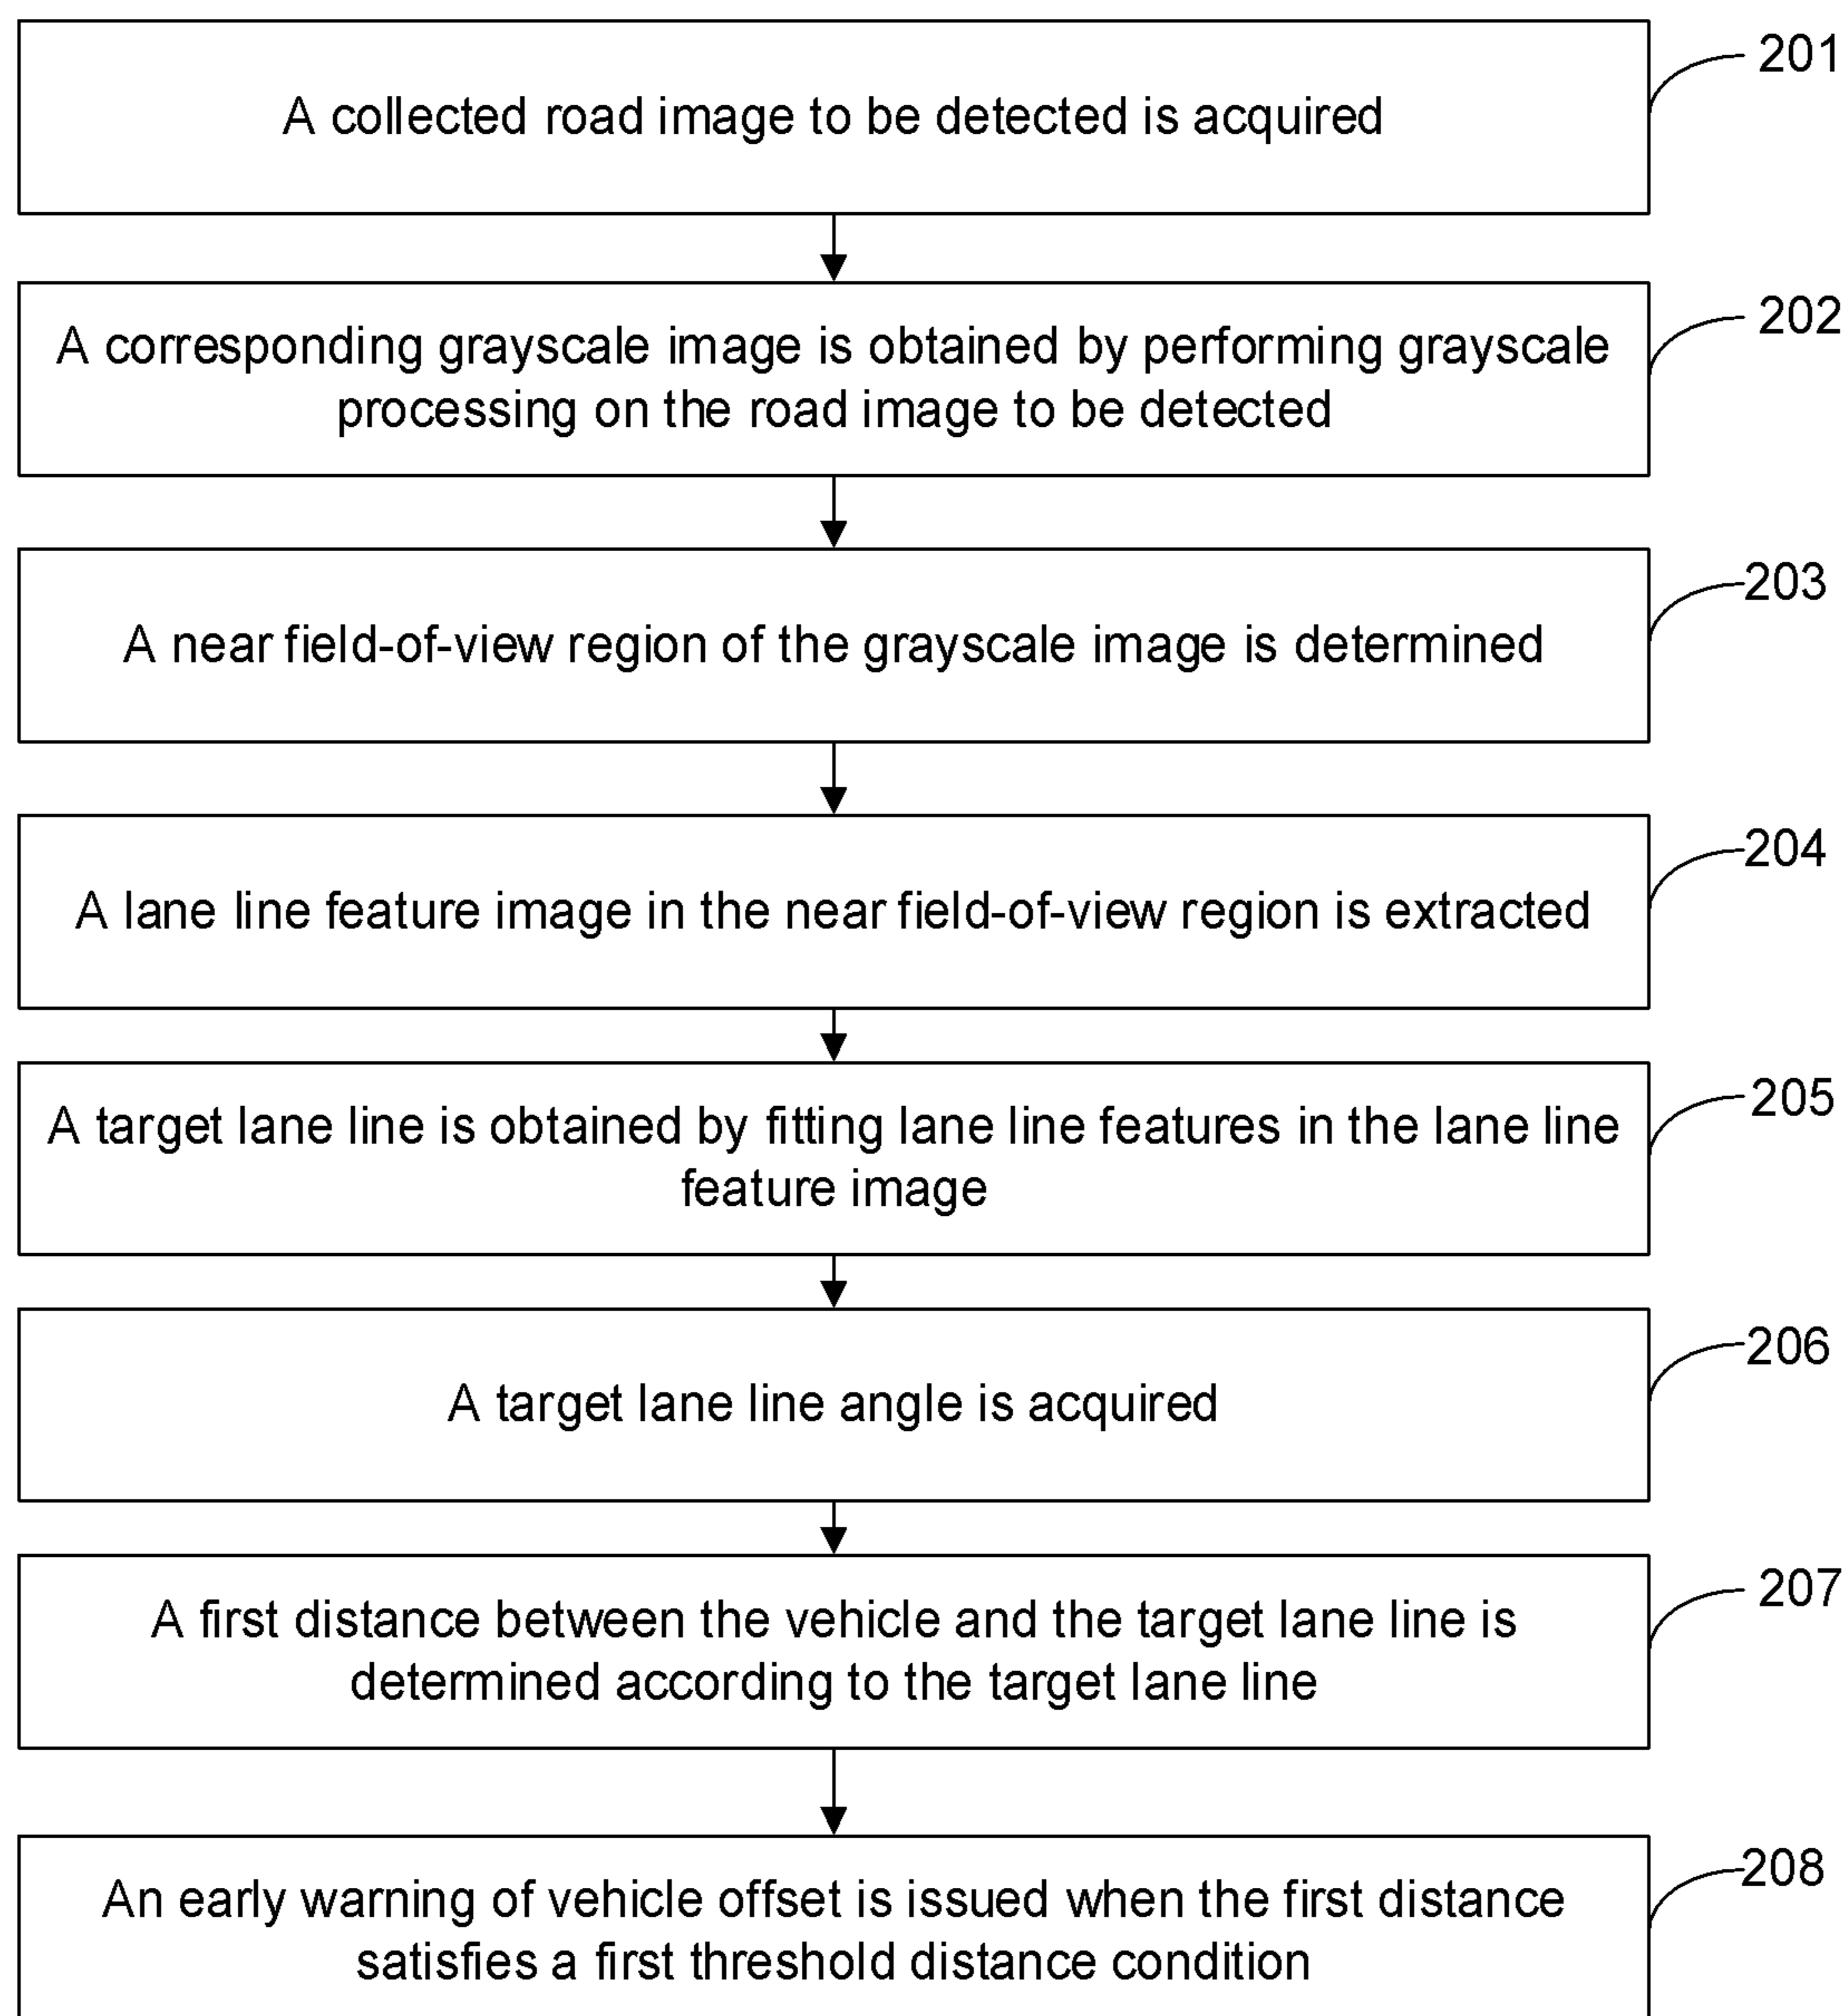 A collected road image to be detected is acquired
201
A corresponding grayscale image is obtained by performing grayscale
processing on the road image to be detected
202
A near field-of-view region of the grayscale image is determined
203
A lane line feature image in the near field-of-view region is extracted
204
A target lane line is obtained by fitting lane line features in the lane line
feature image
205
A target lane line angle is acquired
206
A first distance between the vehicle and the target lane line is
determined according to the target lane line
207
An early warning of vehicle offset is issued when the first distance
satisfies a first threshold distance condition
208